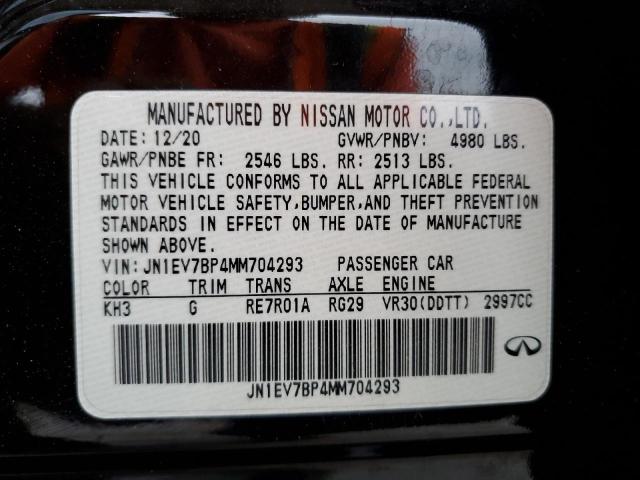 MANUFACTURED BY NISSAN MOTOR CO.,LTD.
DATE: 12/20 GVWR/PNBV: 4980 LBS.
GAWR/PNBE FR: 2546 LBS. RR: 2513 LBS.
THIS VEHICLE CONFORMS TO ALL APPLICABLE FEDERAL
MOTOR VEHICLE SAFETY,BUMPER,AND THEFT PREVENTION
STANDARDS IN EFFECT ON THE DATE OF MANUFACTURE
SHOWN ABOVE.
VIN:JN1EV7BP4MM704293 PASSENGER CAR
COLOR TRIM TRANS AXLE ENGINE
KH3 G RE7R01A RG29 VR30(DDTT) 2997CC
JN1EV7BP4MM704293